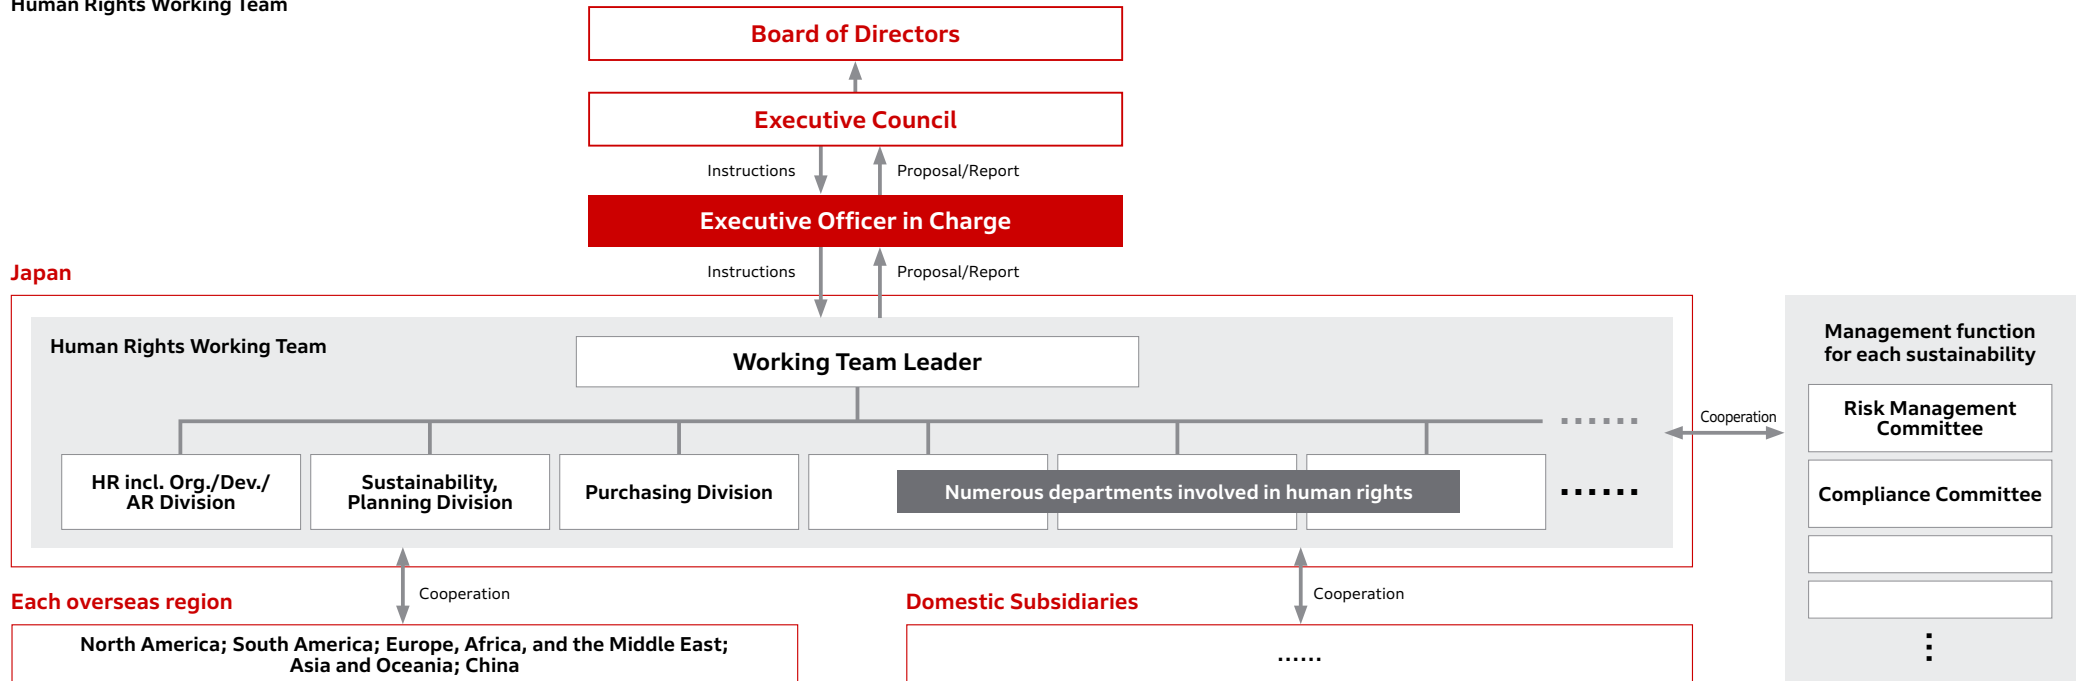 Human Rights Working Team
Board of Directors
Executive Council
Instructions
Proposal/Report
Executive Officer in Charge
Instructions
Proposal/Report
Japan
Human Rights Working Team
Working Team Leader
......
HR incl. Org./Dev./
AR Division
Sustainability,
Planning Division
Purchasing Division
Numerous departments involved in human rights
......
Cooperation
Management function
for each sustainability
Risk Management
Committee
Compliance Committee
⋮
Cooperation
Cooperation
Each overseas region
North America; South America; Europe, Africa, and the Middle East;
Asia and Oceania; China
Domestic Subsidiaries
......